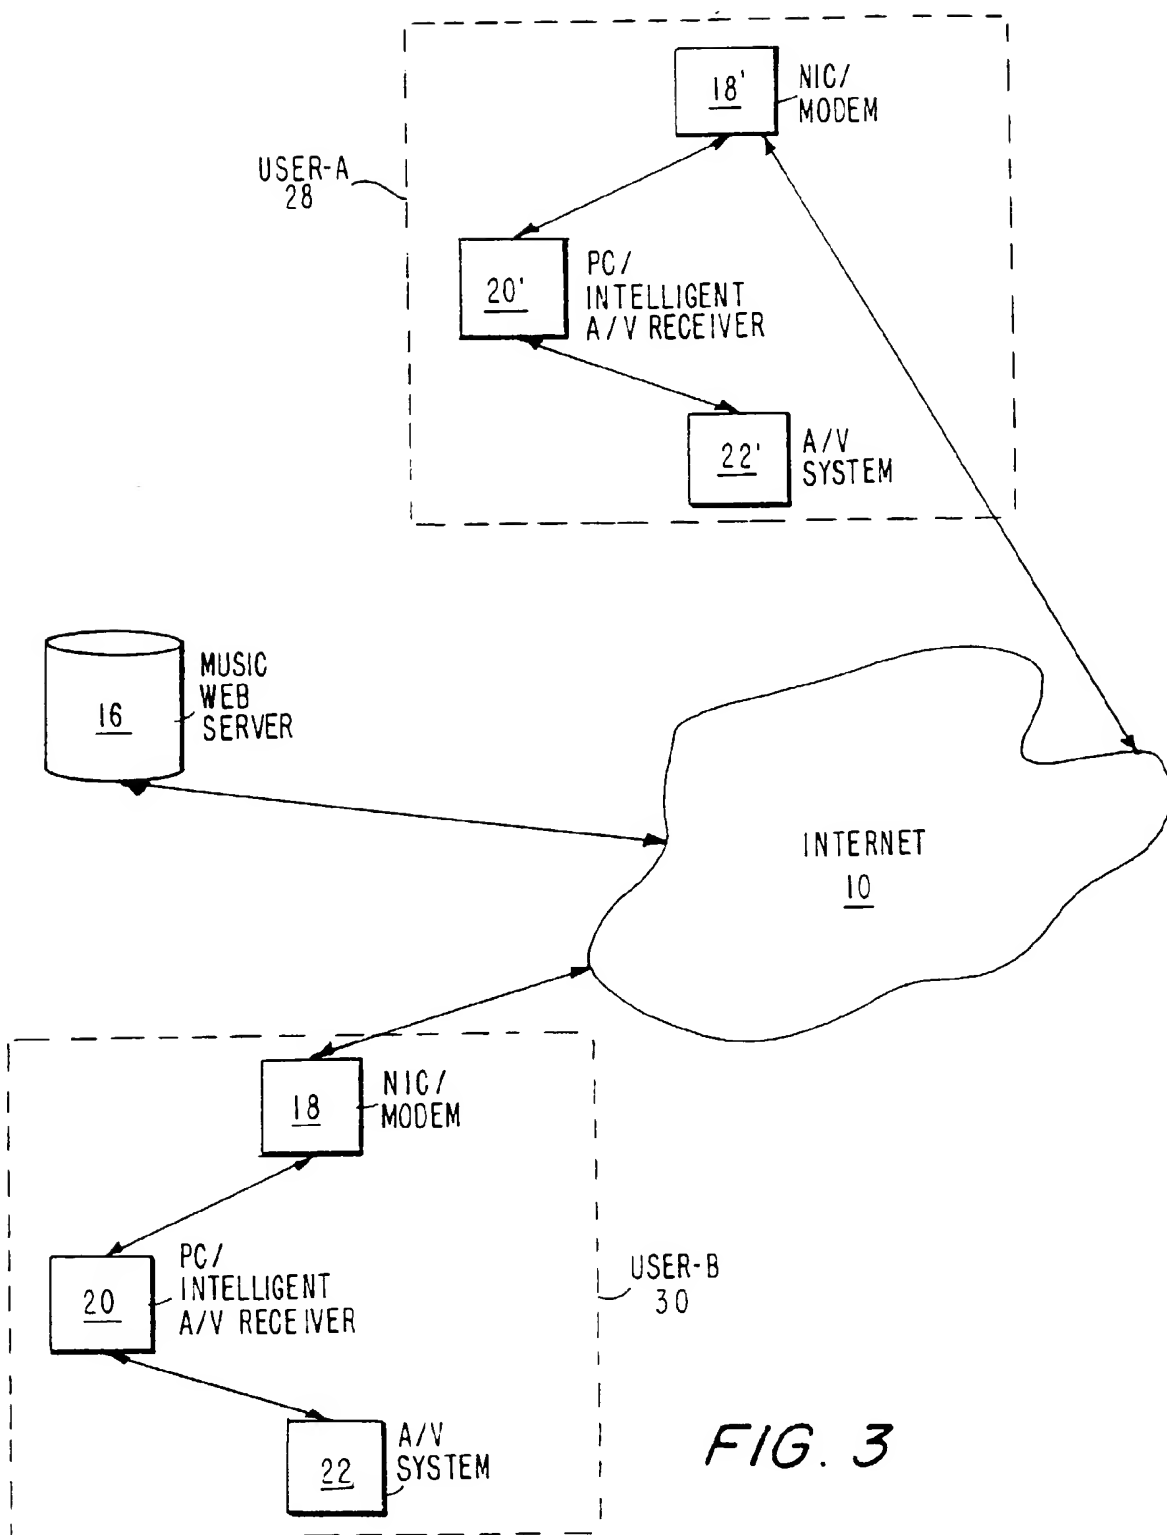 18'
NIC/
MODEM
USER-A
28
20'
PC/
INTELLIGENT
A/V RECEIVER
22'
A/V
SYSTEM
16
MUSIC
WEB
SERVER
INTERNET
10
18
NIC/
MODEM
20
PC/
INTELLIGENT
A/V RECEIVER
USER-B
30
22
A/V
SYSTEM
FIG. 3